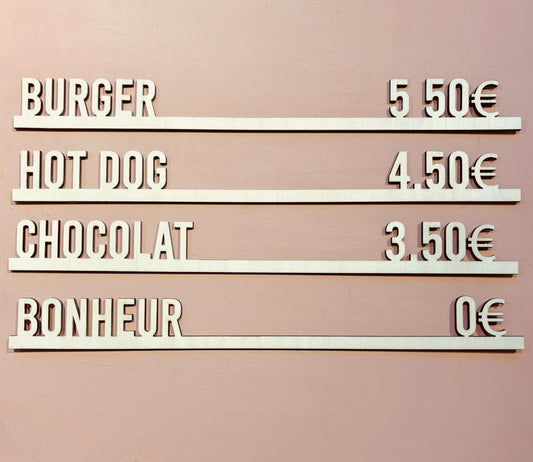 BURGER 5 50€
HOT DOG 4.50€
CHOCOLAT 3.50€
BONHEUR 0€